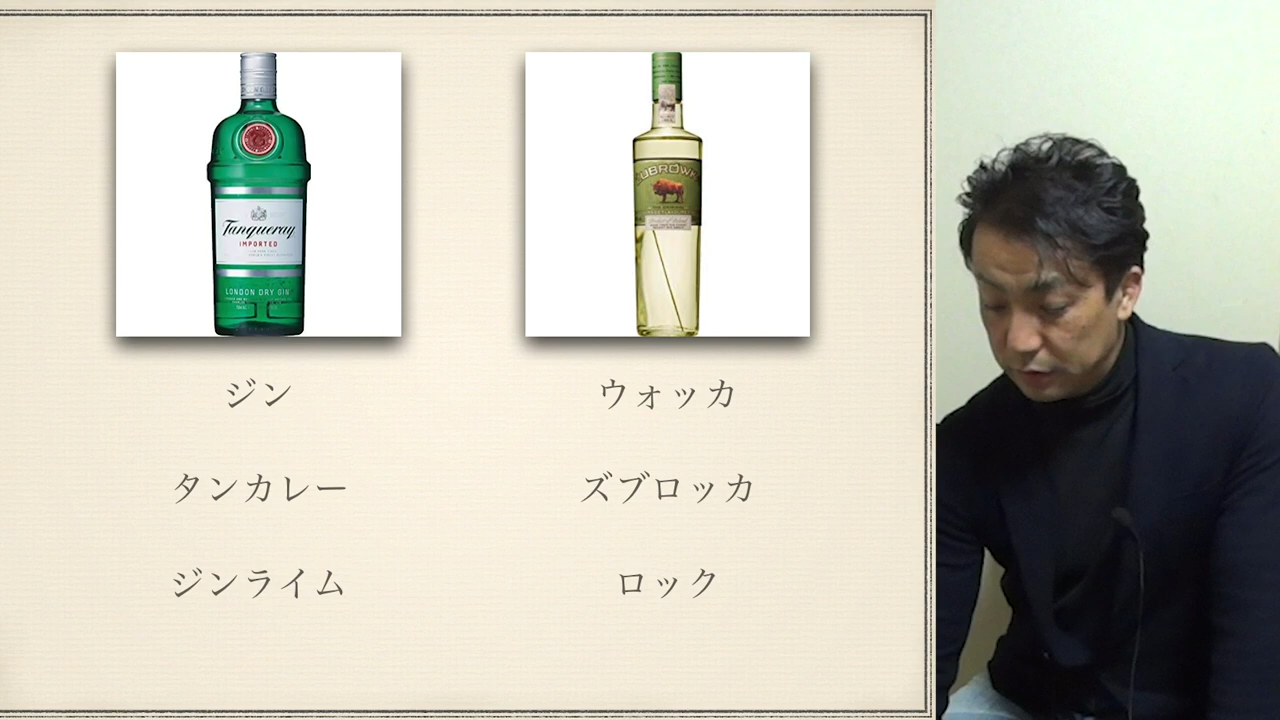 Tanqueray
IMPORTED
LONDON DRY GIN
ジン
タンカレー
ジンライム
ŻUBRÓWKA
ウォッカ
ズブロッカ
ロック